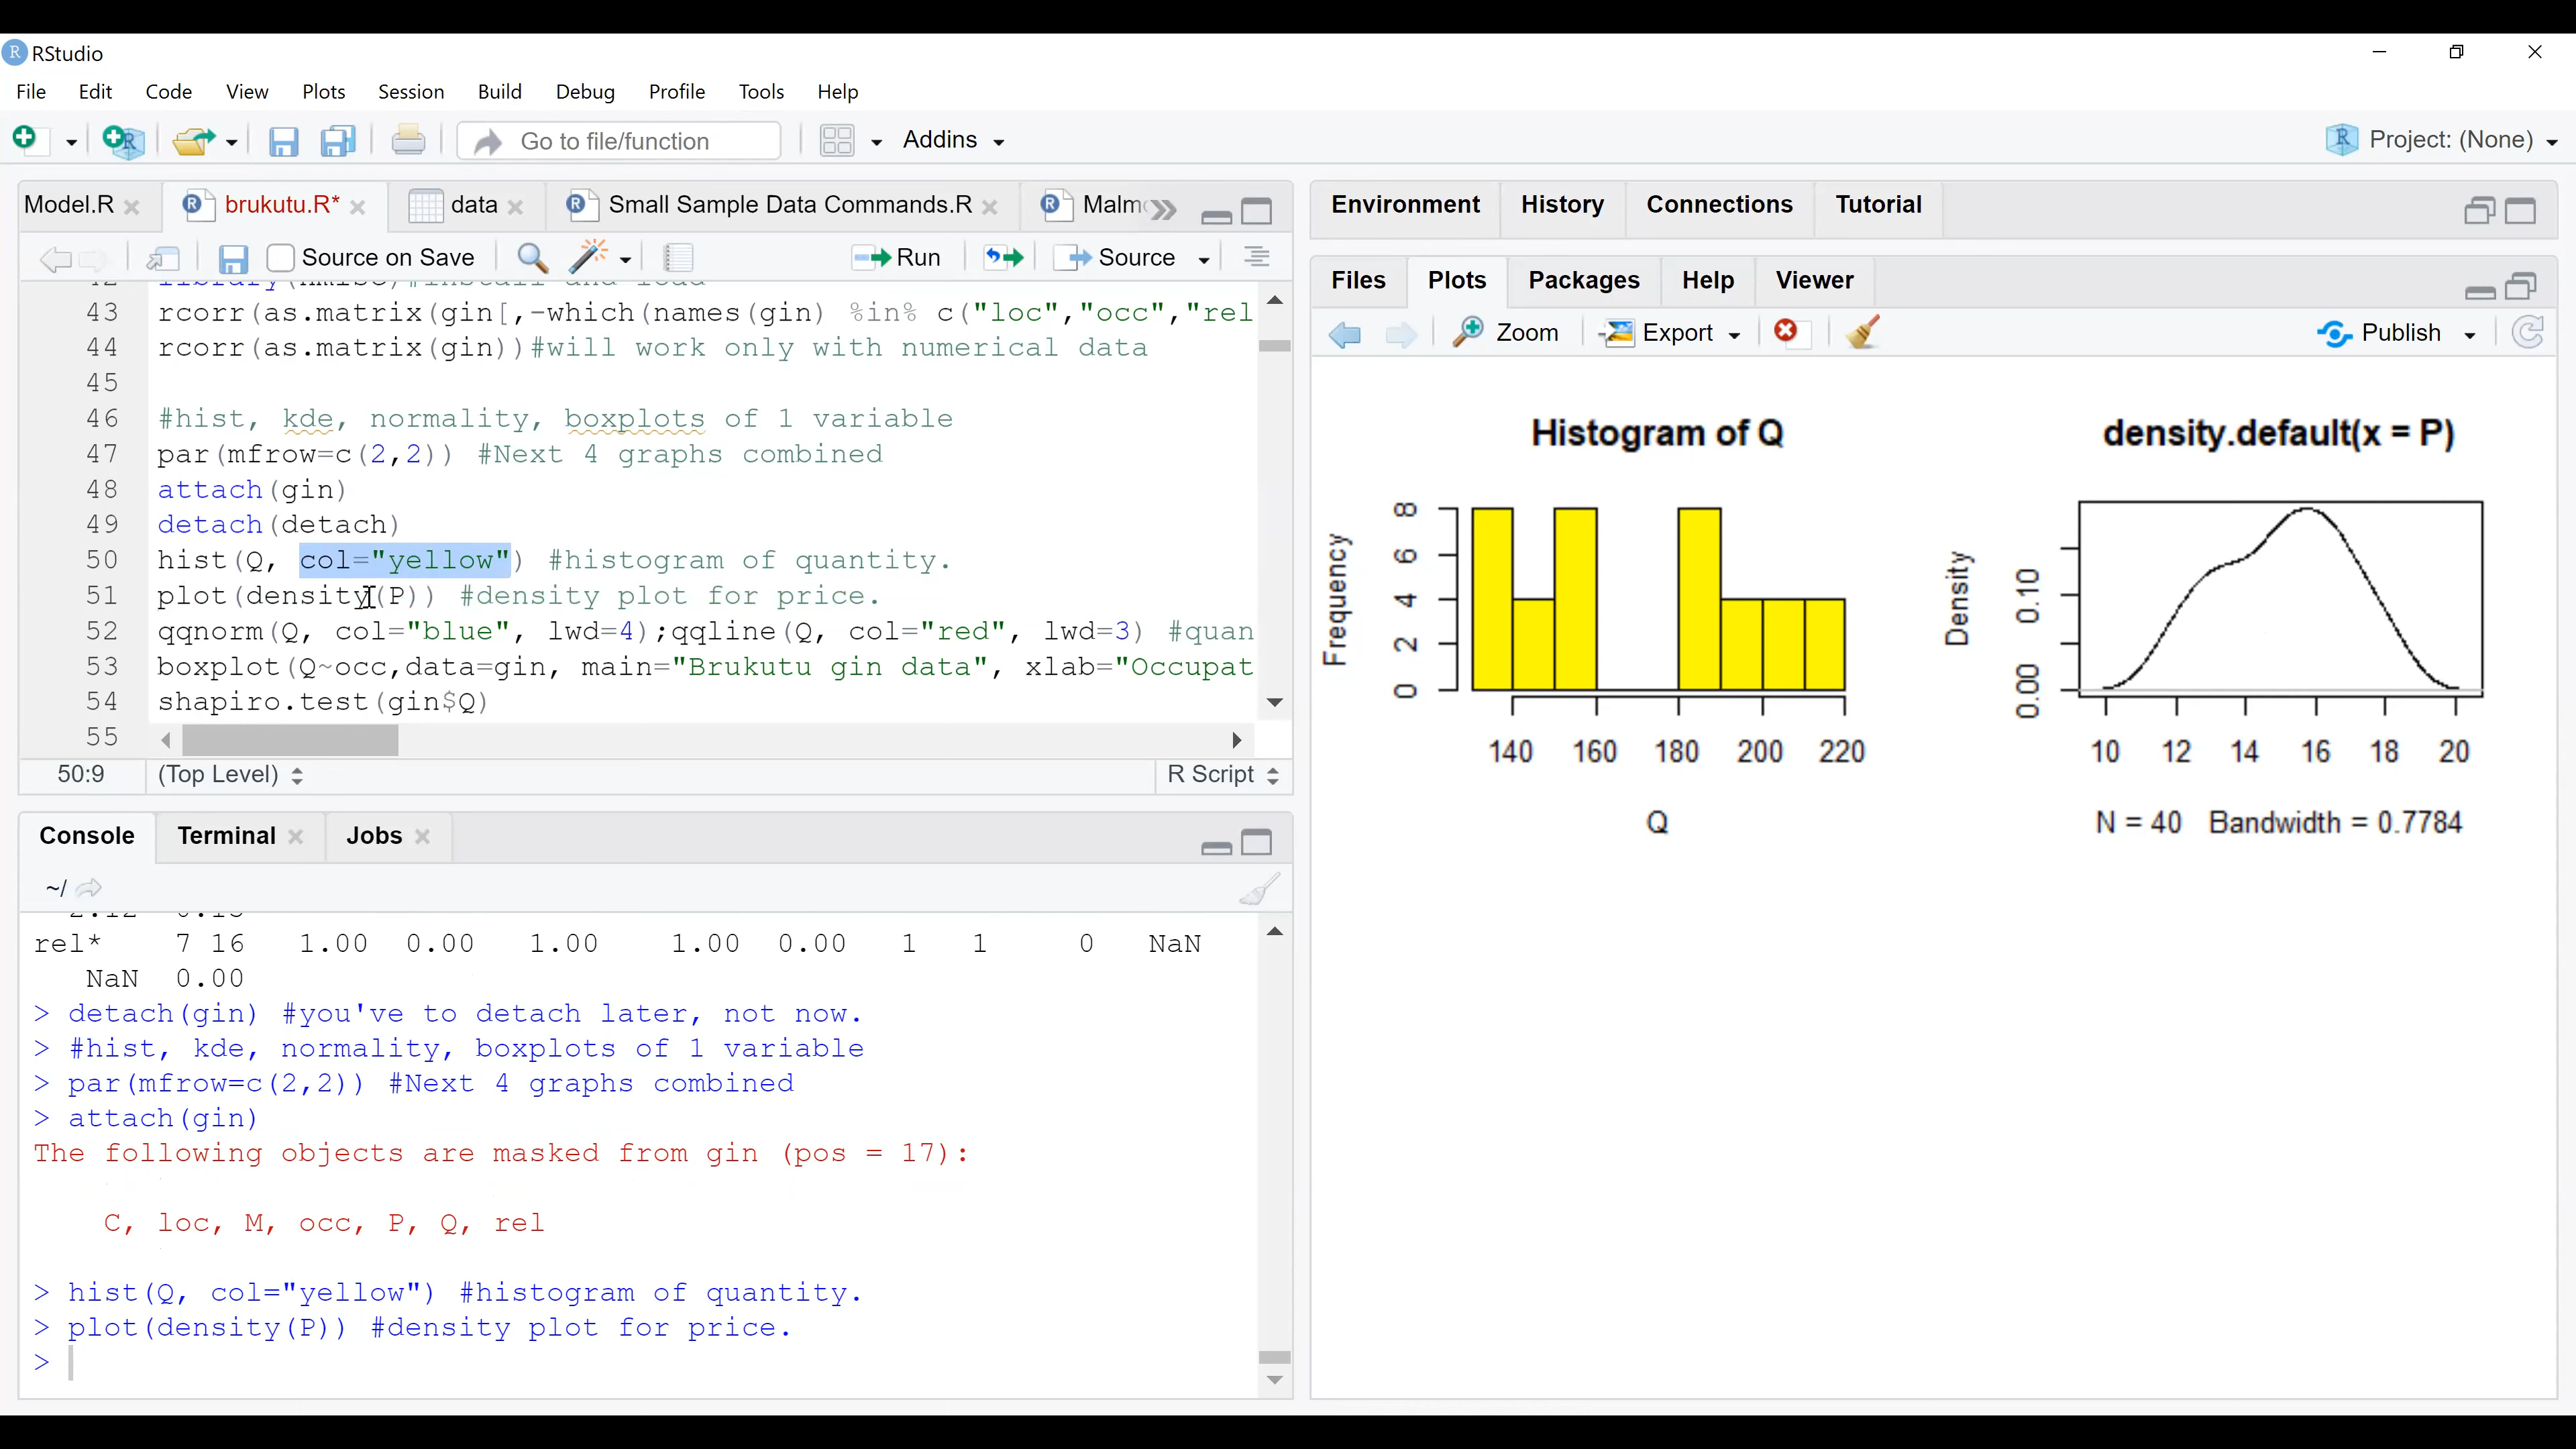 RStudio
File Edit Code View Plots Session Build Debug Profile Tools Help
Go to file/function Addins Project: (None)
Model.R brukutu.R* data Small Sample Data Commands.R Malm
Source on Save Run Source
43 rcorr(as.matrix(gin[,-which(names(gin) %in% c("loc","occ","rel
44 rcorr(as.matrix(gin))#will work only with numerical data
45
46 #hist, kde, normality, boxplots of 1 variable
47 par(mfrow=c(2,2)) #Next 4 graphs combined
48 attach(gin)
49 detach(detach)
50 hist(Q, col="yellow") #histogram of quantity.
51 plot(density(P)) #density plot for price.
52 qqnorm(Q, col="blue", lwd=4);qqline(Q, col="red", lwd=3) #quan
53 boxplot(Q~occ,data=gin, main="Brukutu gin data", xlab="Occupat
54 shapiro.test(gin$Q)
55
50:9 (Top Level) R Script
Console Terminal Jobs
~/
rel* 7 16 1.00 0.00 1.00 1.00 0.00 1 1 0 NaN
NaN 0.00
> detach(gin) #you've to detach later, not now.
> #hist, kde, normality, boxplots of 1 variable
> par(mfrow=c(2,2)) #Next 4 graphs combined
> attach(gin)
The following objects are masked from gin (pos = 17):
C, loc, M, occ, P, Q, rel
> hist(Q, col="yellow") #histogram of quantity.
> plot(density(P)) #density plot for price.
>
Environment History Connections Tutorial
Files Plots Packages Help Viewer
Zoom Export Publish
Histogram of Q
Frequency
0 2 4 6 8
140 160 180 200 220
Q
density.default(x = P)
Density
0.00 0.10
10 12 14 16 18 20
N = 40 Bandwidth = 0.7784